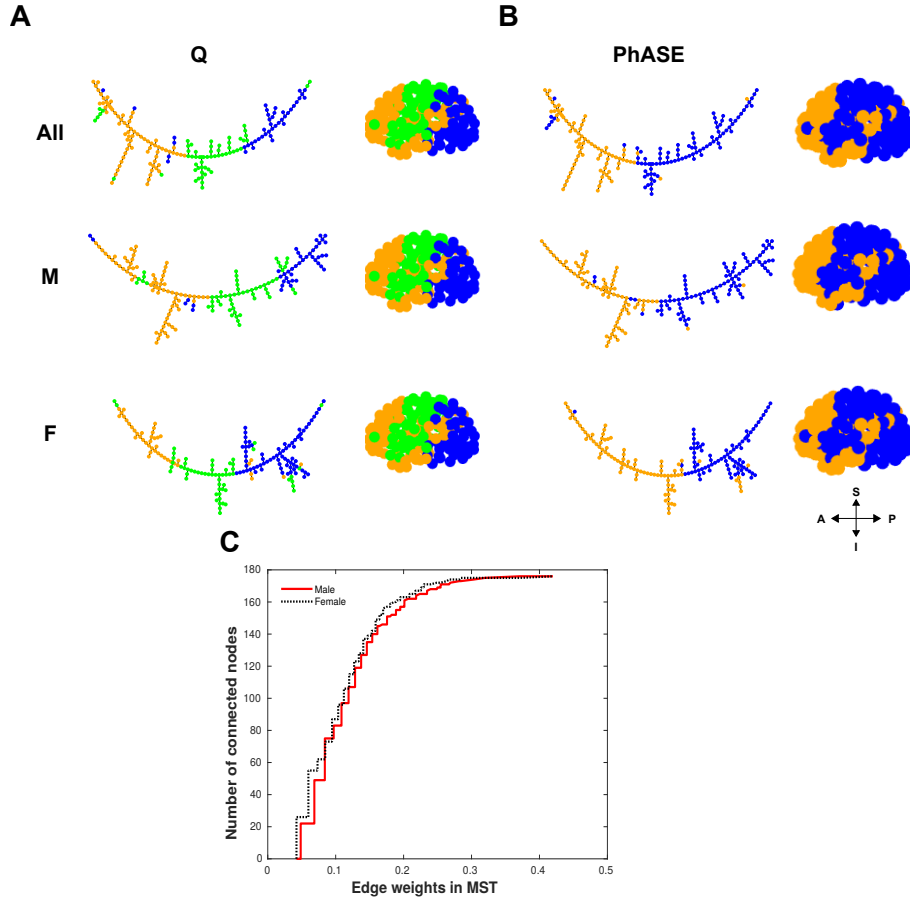 A
B
Q
PhASE
All
M
F
S
A
P
I
C
180
160
140
120
100
80
60
40
20
0
Number of connected nodes
Male
Female
0
0.1
0.2
0.3
0.4
0.5
Edge weights in MST